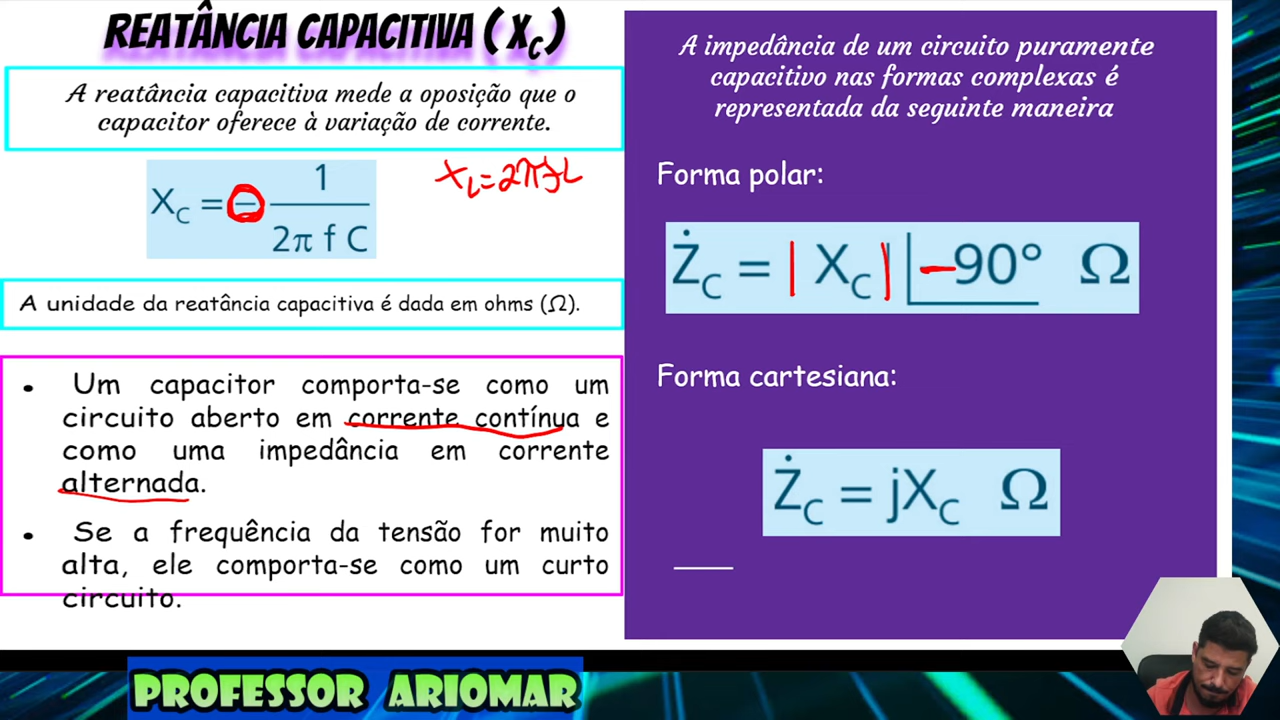 REATÂNCIA CAPACITIVA ( XC)
A reatância capacitiva mede a oposição que o
capacitor oferece à variação de corrente.
XC = − 1 / 2π f C
XL=2πfL
A unidade da reatância capacitiva é dada em ohms (Ω).
• Um capacitor comporta-se como um
circuito aberto em corrente contínua e
como uma impedância em corrente
alternada.
• Se a frequência da tensão for muito
alta, ele comporta-se como um curto
circuito.
A impedância de um circuito puramente
capacitivo nas formas complexas é
representada da seguinte maneira
Forma polar:
ŻC = | XC | |−90° Ω
Forma cartesiana:
ŻC = jXC Ω
PROFESSOR ARIOMAR